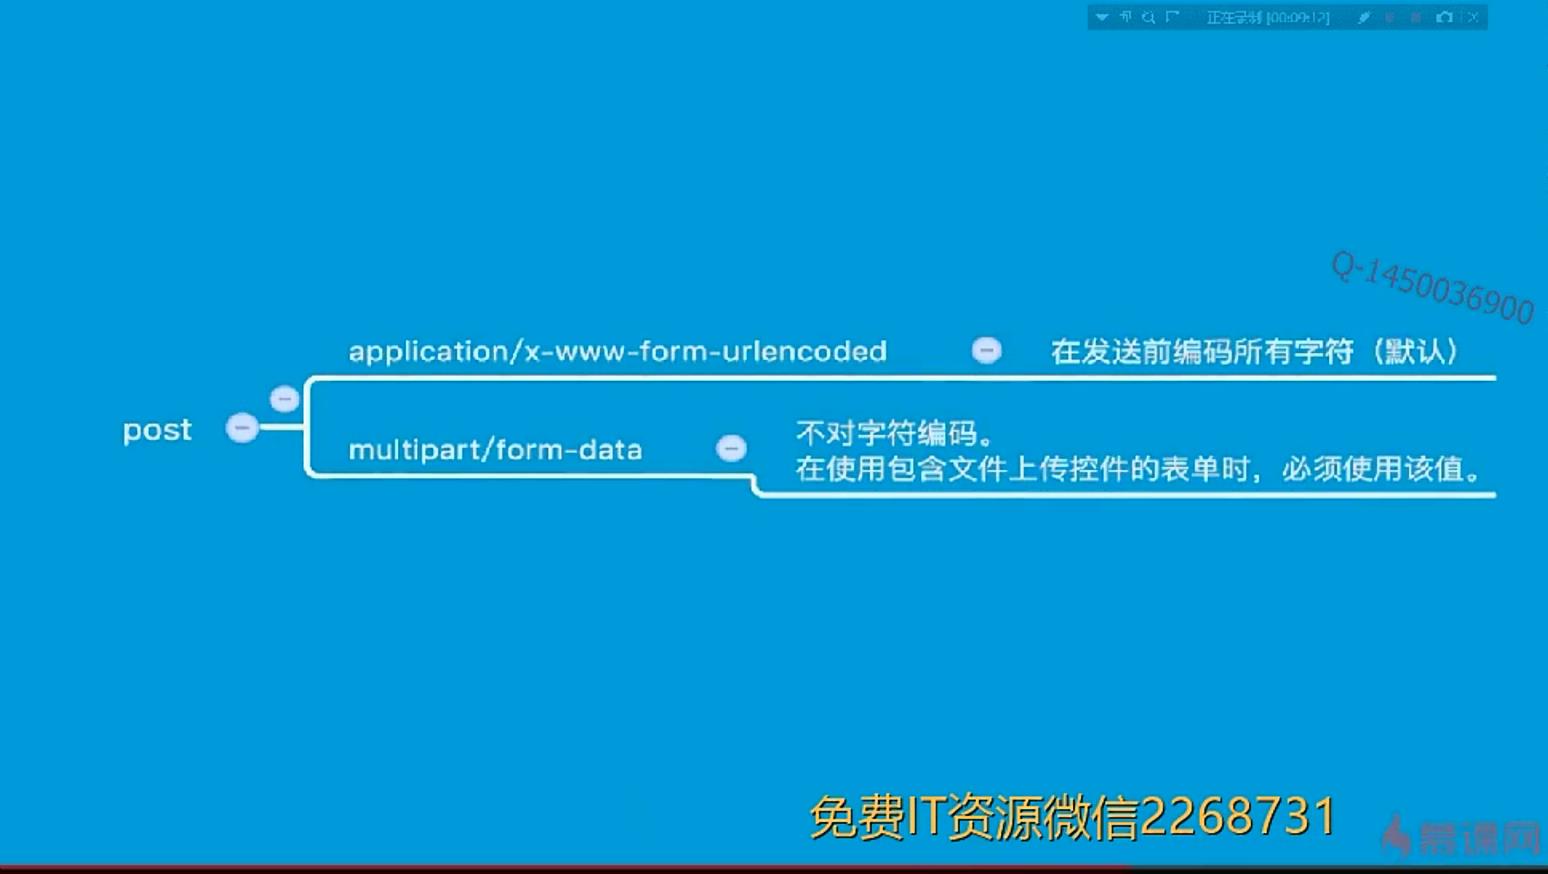 正在录制 [00:09:12]
Q-1450036900
application/x-www-form-urlencoded
在发送前编码所有字符（默认）
post
multipart/form-data
不对字符编码。
在使用包含文件上传控件的表单时，必须使用该值。
免费IT资源微信2268731
慕课网